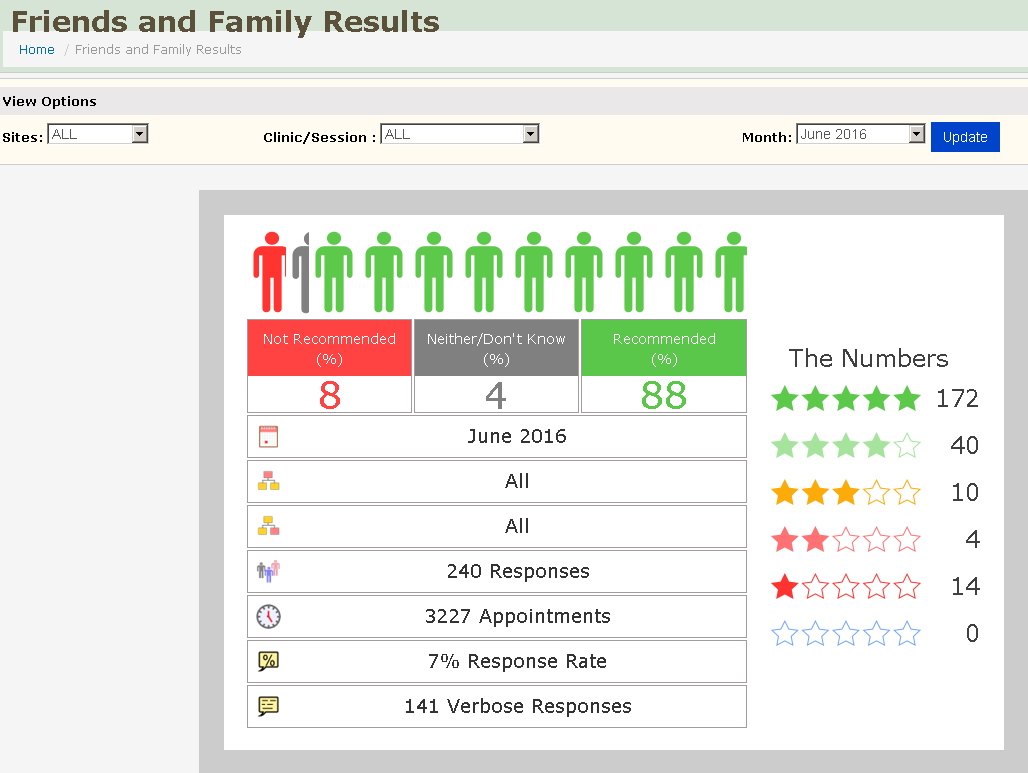 Friends and Family Results
Home / Friends and Family Results
View Options
Sites: ALL Clinic/Session : ALL Month: June 2016 Update
Not Recommended (%)
8
Neither/Don't Know (%)
4
Recommended (%)
88
June 2016
All
All
240 Responses
3227 Appointments
% 7% Response Rate
141 Verbose Responses
The Numbers
172
40
10
4
14
0